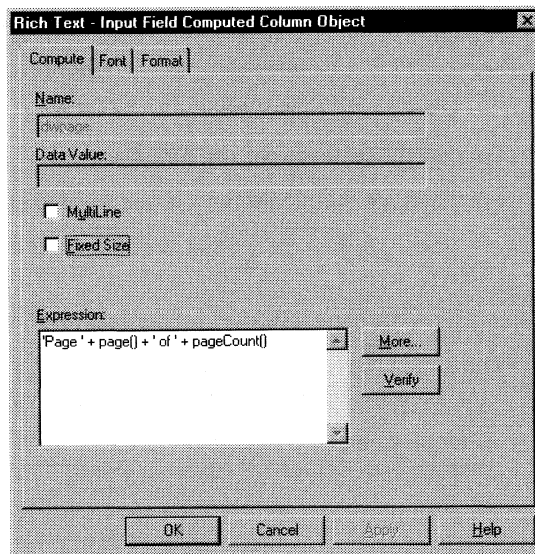 Rich Text - Input Field Computed Column Object
Compute Font Format
Name:
dwpage
Data Value:
MultiLine
Fixed Size
Expression:
'Page ' + page() + ' of ' + pageCount()
More...
Verify
OK Cancel Apply Help